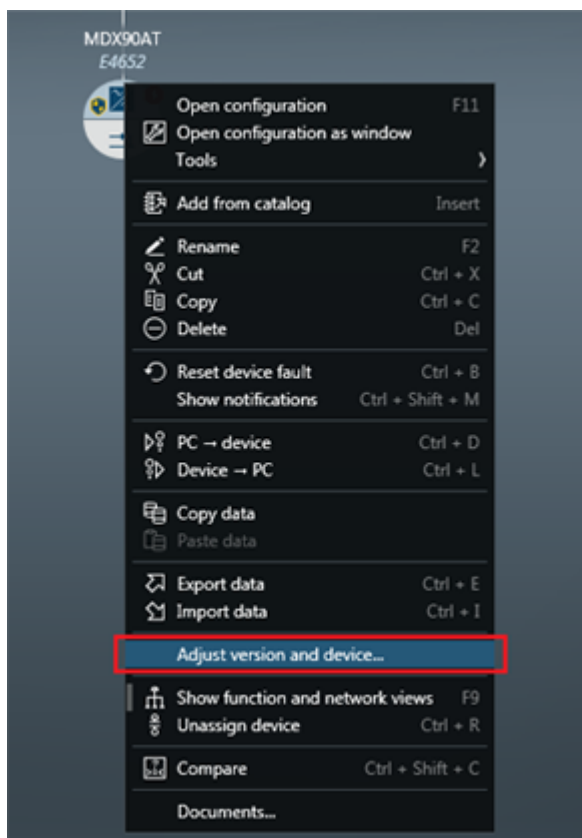 MDX90AT
E4652
Open configuration F11
Open configuration as window
Tools
Add from catalog Insert
Rename F2
Cut Ctrl + X
Copy Ctrl + C
Delete Del
Reset device fault Ctrl + B
Show notifications Ctrl + Shift + M
PC → device Ctrl + D
Device → PC Ctrl + L
Copy data
Paste data
Export data Ctrl + E
Import data Ctrl + I
Adjust version and device...
Show function and network views F9
Unassign device Ctrl + R
Compare Ctrl + Shift + C
Documents...